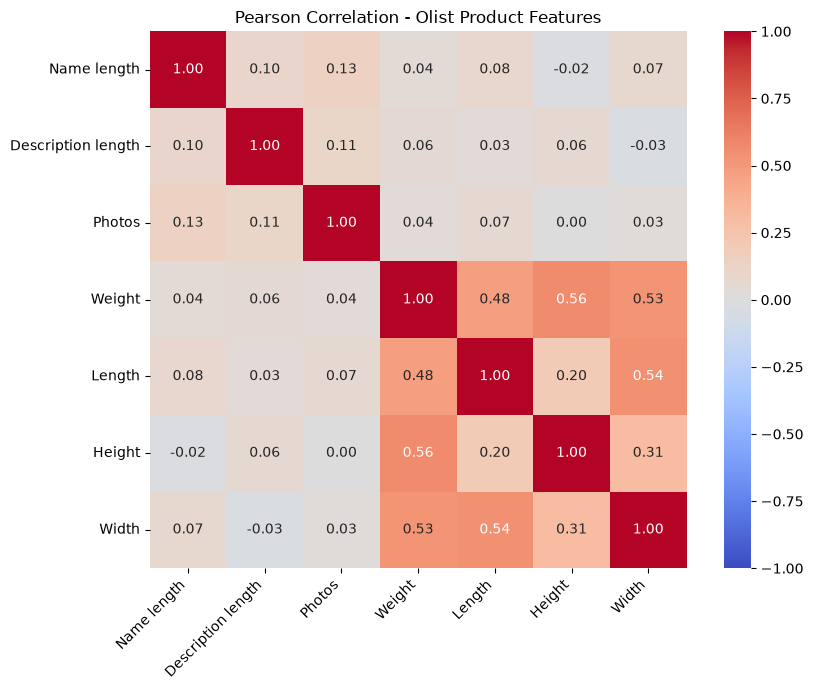 Pearson Correlation - Olist Product Features
Name length 1.00 0.10 0.13 0.04 0.08 -0.02 0.07
Description length 0.10 1.00 0.11 0.06 0.03 0.06 -0.03
Photos 0.13 0.11 1.00 0.04 0.07 0.00 0.03
Weight 0.04 0.06 0.04 1.00 0.48 0.56 0.53
Length 0.08 0.03 0.07 0.48 1.00 0.20 0.54
Height -0.02 0.06 0.00 0.56 0.20 1.00 0.31
Width 0.07 -0.03 0.03 0.53 0.54 0.31 1.00
Name length Description length Photos Weight Length Height Width
1.00
0.75
0.50
0.25
0.00
−0.25
−0.50
−0.75
−1.00